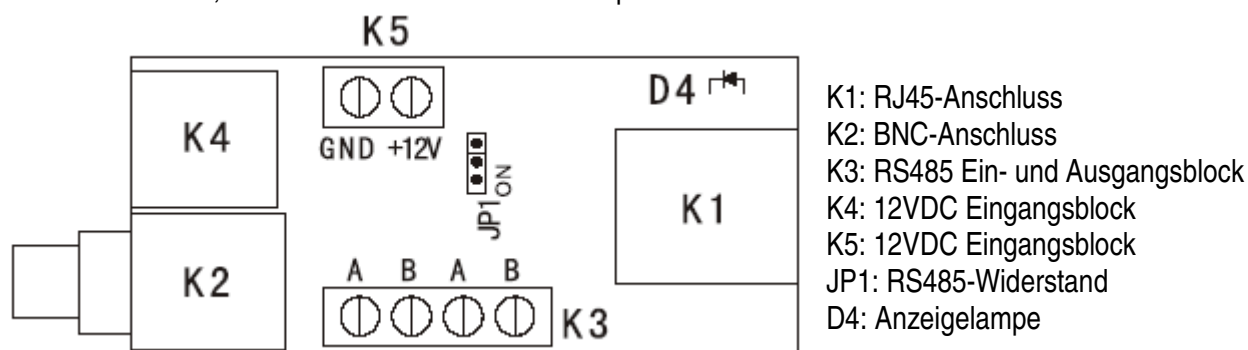 K5
D4
K4
GND +12V
JP1 ON
K1
K2
A B A B
K3
K1: RJ45-Anschluss
K2: BNC-Anschluss
K3: RS485 Ein- und Ausgangsblock
K4: 12VDC Eingangsblock
K5: 12VDC Eingangsblock
JP1: RS485-Widerstand
D4: Anzeigelampe